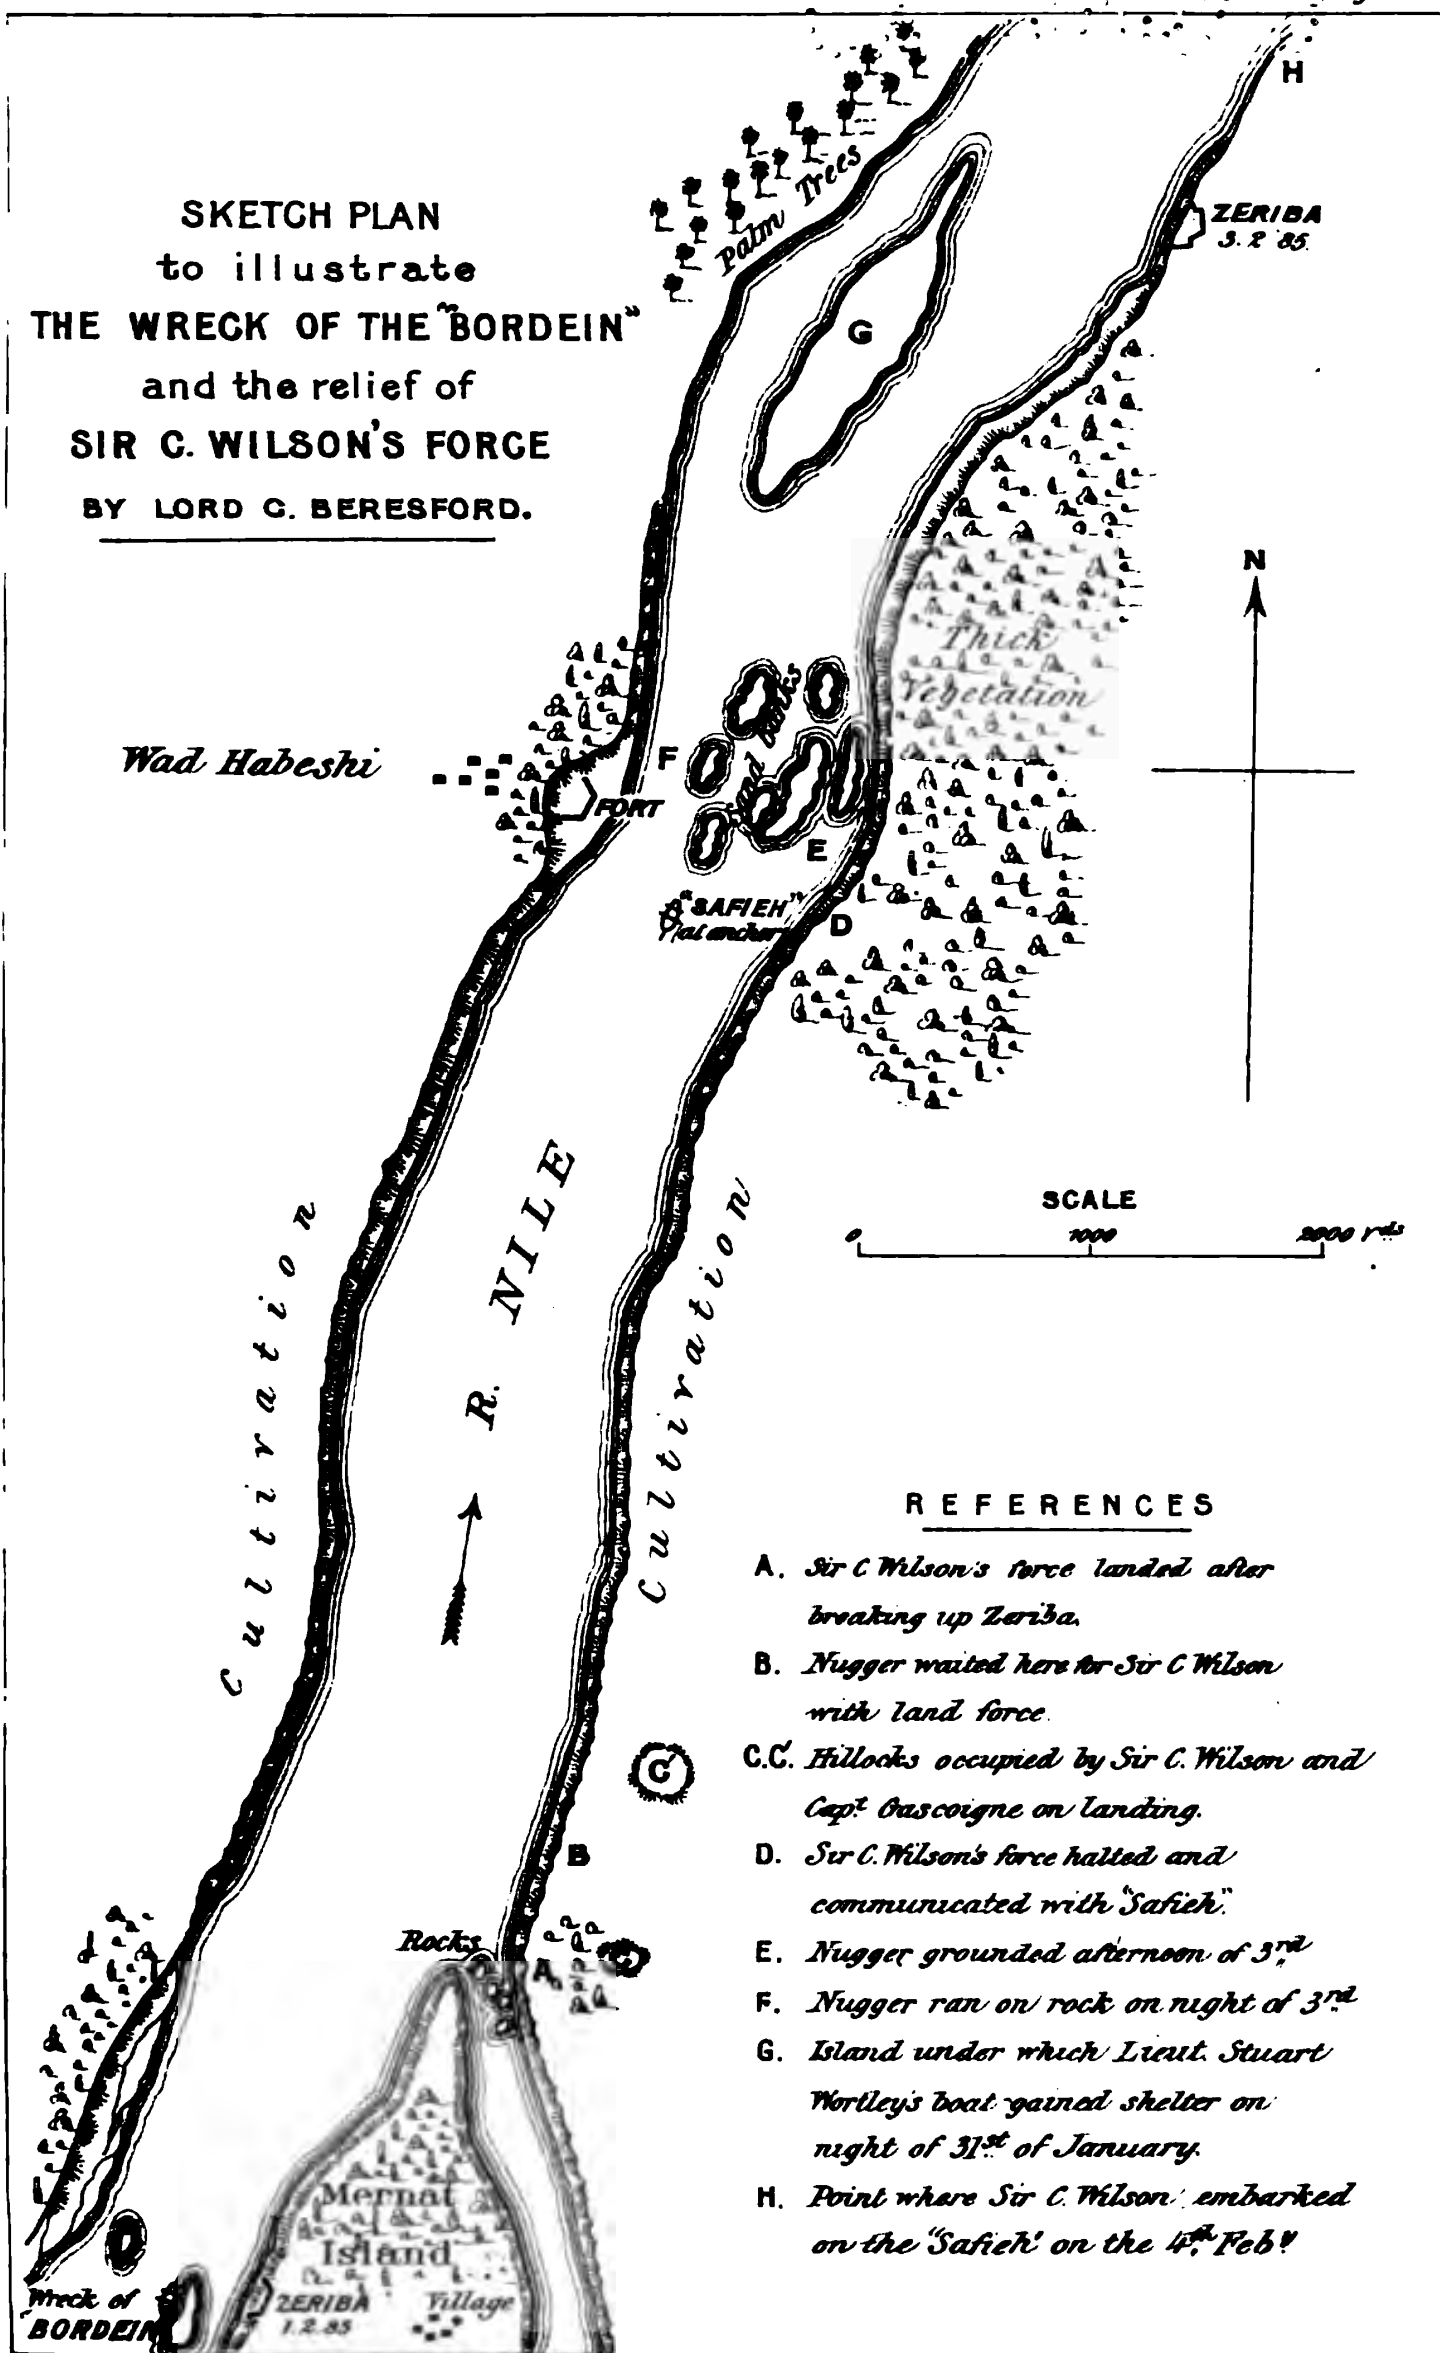 SKETCH PLAN
to illustrate
THE WRECK OF THE "BORDEIN"
and the relief of
SIR C. WILSON'S FORCE
BY LORD C. BERESFORD.
Palm Trees
H
ZERIBA
3.2.85.
G
N
Thick
Vegetation
Wad Habeshi
FORT
F
Sand banks
E
"SAFIEH"
at anchor
D
R. NILE
Cultivation
Cultivation
SCALE
0 1000 2000 Yds
C
B
Rocks
A
Mernat
Island
ZERIBA
1.2.85
Village
Wreck of
"BORDEIN"
REFERENCES
A. Sir C Wilson's force landed after
breaking up Zeriba.
B. Nugger waited here for Sir C Wilson
with land force.
C.C'. Hillocks occupied by Sir C. Wilson and
Capt. Gascoigne on landing.
D. Sir C. Wilson's force halted and
communicated with "Safieh".
E. Nugger grounded afternoon of 3rd.
F. Nugger ran on rock on night of 3rd.
G. Island under which Lieut. Stuart
Wortley's boat gained shelter on
night of 31st of January.
H. Point where Sir C. Wilson embarked
on the "Safieh" on the 4th Feby